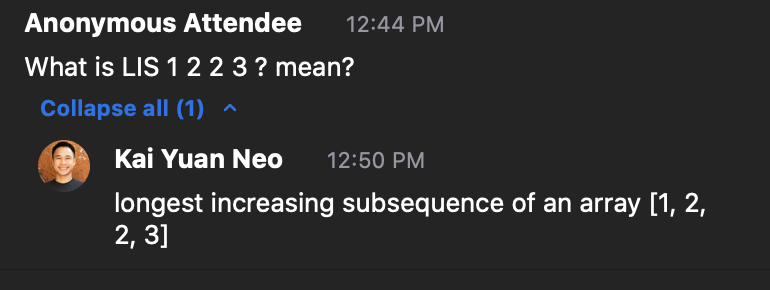 Anonymous Attendee 12:44 PM
What is LIS 1 2 2 3 ? mean?
Collapse all (1)
Kai Yuan Neo 12:50 PM
longest increasing subsequence of an array [1, 2,
2, 3]